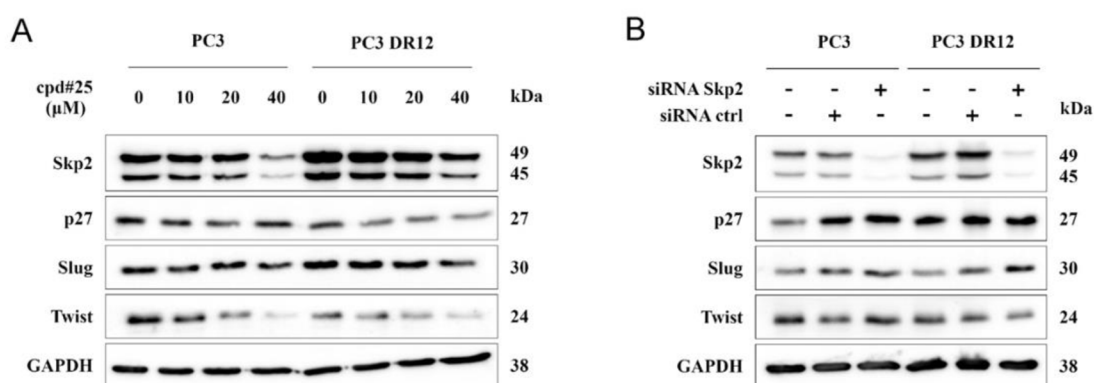 A
B
PC3 PC3 DR12
PC3 PC3 DR12
cpd#25
(µM)
0 10 20 40 0 10 20 40 kDa
siRNA Skp2 - - + - - +
siRNA ctrl - + - - + - kDa
Skp2 49
45
p27 27
Slug 30
Twist 24
GAPDH 38
Skp2 49
45
p27 27
Slug 30
Twist 24
GAPDH 38